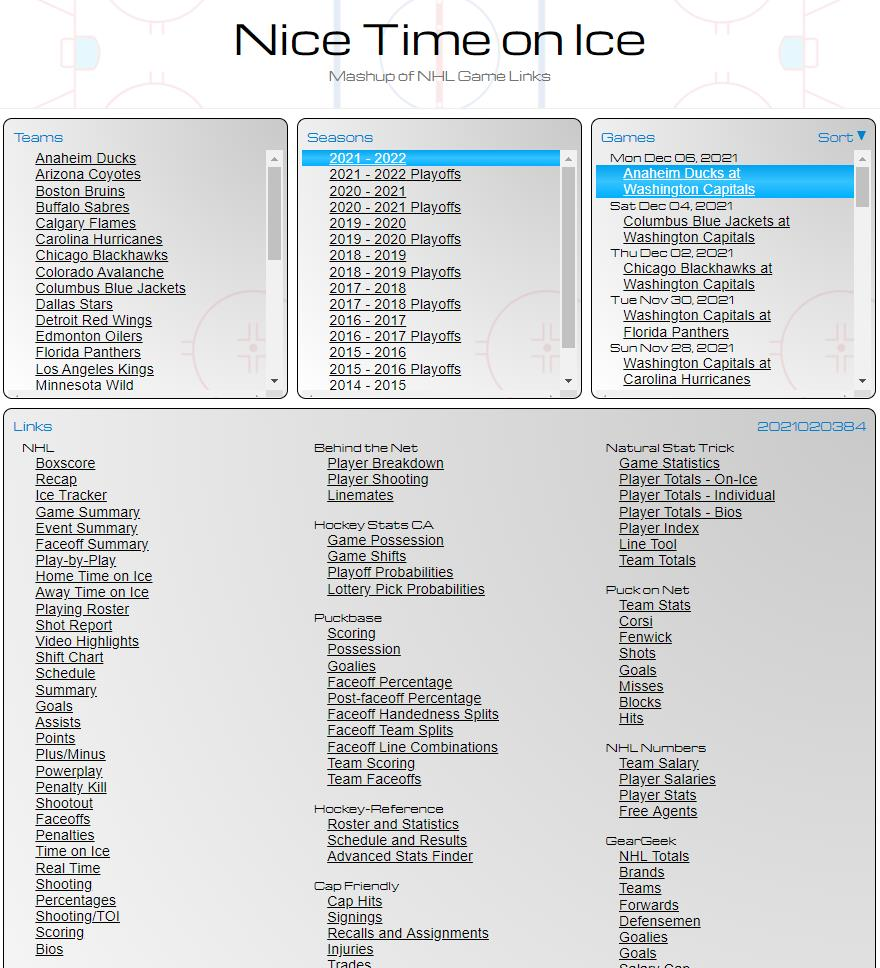 Nice Time on Ice
Mashup of NHL Game Links
Teams
Anaheim Ducks
Arizona Coyotes
Boston Bruins
Buffalo Sabres
Calgary Flames
Carolina Hurricanes
Chicago Blackhawks
Colorado Avalanche
Columbus Blue Jackets
Dallas Stars
Detroit Red Wings
Edmonton Oilers
Florida Panthers
Los Angeles Kings
Minnesota Wild
Seasons
2021 - 2022
2021 - 2022 Playoffs
2020 - 2021
2020 - 2021 Playoffs
2019 - 2020
2019 - 2020 Playoffs
2018 - 2019
2018 - 2019 Playoffs
2017 - 2018
2017 - 2018 Playoffs
2016 - 2017
2016 - 2017 Playoffs
2015 - 2016
2015 - 2016 Playoffs
2014 - 2015
Games Sort▼
Mon Dec 06, 2021
Anaheim Ducks at
Washington Capitals
Sat Dec 04, 2021
Columbus Blue Jackets at
Washington Capitals
Thu Dec 02, 2021
Chicago Blackhawks at
Washington Capitals
Tue Nov 30, 2021
Washington Capitals at
Florida Panthers
Sun Nov 28, 2021
Washington Capitals at
Carolina Hurricanes
Links 2021020384
NHL
Boxscore
Recap
Ice Tracker
Game Summary
Event Summary
Faceoff Summary
Play-by-Play
Home Time on Ice
Away Time on Ice
Playing Roster
Shot Report
Video Highlights
Shift Chart
Schedule
Summary
Goals
Assists
Points
Plus/Minus
Powerplay
Penalty Kill
Shootout
Faceoffs
Penalties
Time on Ice
Real Time
Shooting
Percentages
Shooting/TOI
Scoring
Bios
Behind the Net
Player Breakdown
Player Shooting
Linemates
Hockey Stats CA
Game Possession
Game Shifts
Playoff Probabilities
Lottery Pick Probabilities
Puckbase
Scoring
Possession
Goalies
Faceoff Percentage
Post-faceoff Percentage
Faceoff Handedness Splits
Faceoff Team Splits
Faceoff Line Combinations
Team Scoring
Team Faceoffs
Hockey-Reference
Roster and Statistics
Schedule and Results
Advanced Stats Finder
Cap Friendly
Cap Hits
Signings
Recalls and Assignments
Injuries
Trades
Natural Stat Trick
Game Statistics
Player Totals - On-Ice
Player Totals - Individual
Player Totals - Bios
Player Index
Line Tool
Team Totals
Puck on Net
Team Stats
Corsi
Fenwick
Shots
Goals
Misses
Blocks
Hits
NHL Numbers
Team Salary
Player Salaries
Player Stats
Free Agents
GearGeek
NHL Totals
Brands
Teams
Forwards
Defensemen
Goalies
Goals
Salary Cap